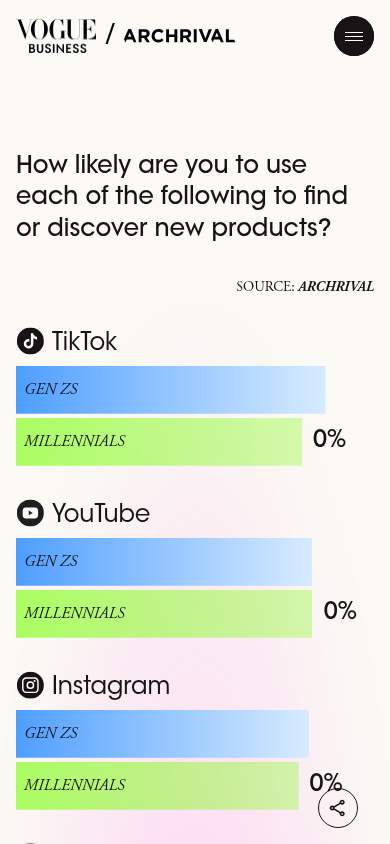 VOGUE / ARCHRIVAL
BUSINESS
How likely are you to use
each of the following to find
or discover new products?
SOURCE: ARCHRIVAL
TikTok
GEN ZS
MILLENNIALS 0%
YouTube
GEN ZS
MILLENNIALS 0%
Instagram
GEN ZS
MILLENNIALS 0%